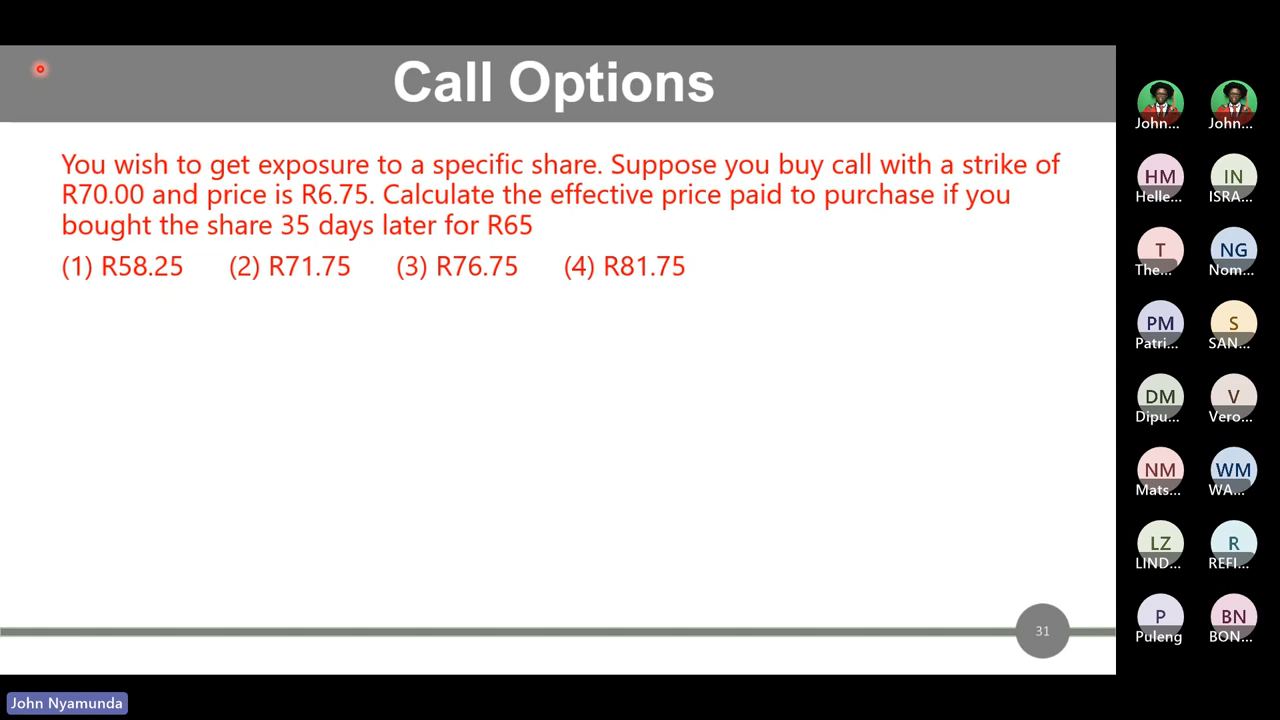 Call Options
You wish to get exposure to a specific share. Suppose you buy call with a strike of
R70.00 and price is R6.75. Calculate the effective price paid to purchase if you
bought the share 35 days later for R65
(1) R58.25 (2) R71.75 (3) R76.75 (4) R81.75
31
John Nyamunda
John... John...
HM IN
Helle... ISRA...
T NG
The... Nom...
PM S
Patri... SAN...
DM V
Dipu... Vero...
NM WM
Mats... WA...
LZ R
LIND... REFI...
P BN
Puleng BON...